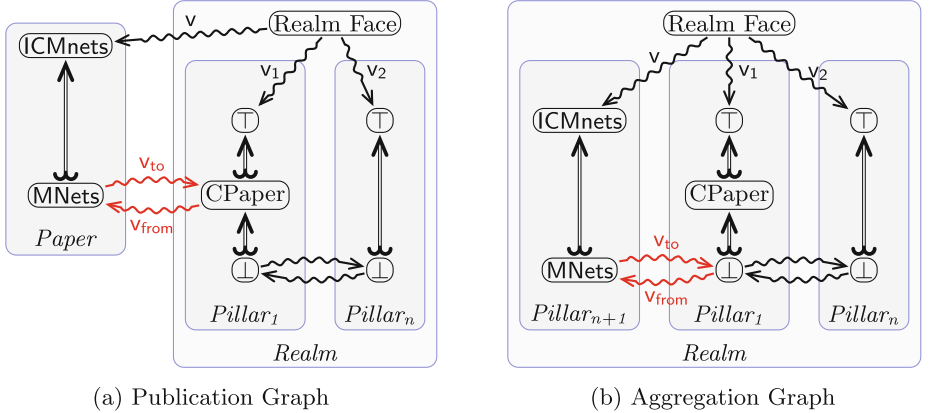 Realm Face
v
ICMnets
v1
v2
⊤
⊤
vto
MNets
CPaper
vfrom
Paper
⊥
⊥
Pillar1
Pillarn
Realm
(a) Publication Graph
Realm Face
v
v1
v2
ICMnets
⊤
⊤
CPaper
vto
MNets
⊥
⊥
vfrom
Pillarn+1
Pillar1
Pillarn
Realm
(b) Aggregation Graph